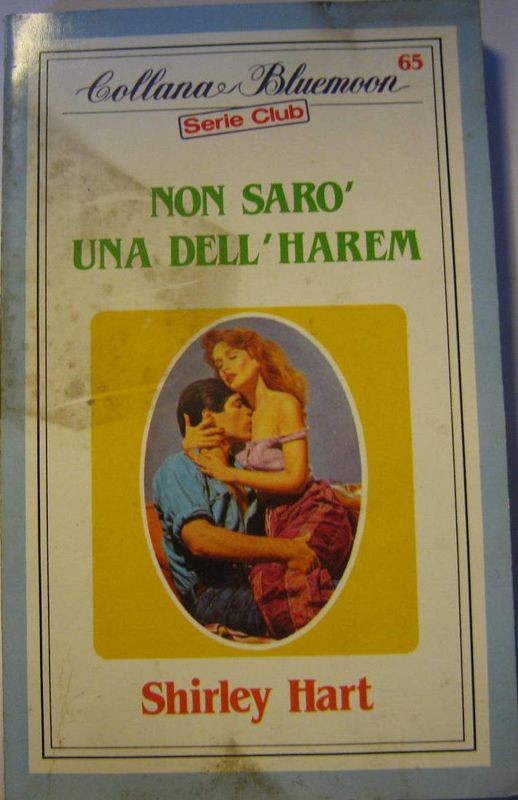 65
Collana Bluemoon
Serie Club
NON SARO'
UNA DELL'HAREM
Shirley Hart